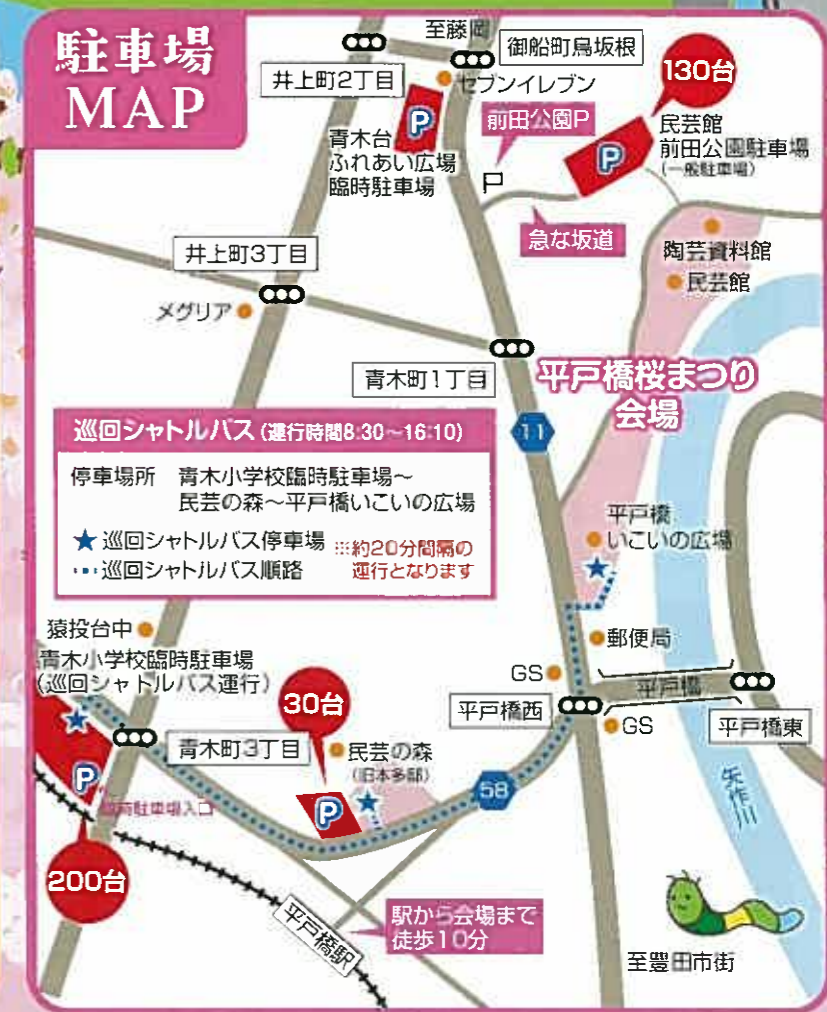 駐車場
MAP
至藤岡
御船町鳥坂根
井上町2丁目
セブンイレブン
130台
P
青木台
ふれあい広場
臨時駐車場
前田公園P
P
P
民芸館
前田公園駐車場
(一般駐車場)
急な坂道
井上町3丁目
陶芸資料館
民芸館
メグリア
青木町1丁目
平戸橋桜まつり
会場
巡回シャトルバス (運行時間8:30～16:10)
停車場所 青木小学校臨時駐車場～
民芸の森～平戸橋いこいの広場
★巡回シャトルバス停車場
巡回シャトルバス順路
※約20分間隔の
運行となります
11
平戸橋
いこいの広場
猿投台中
郵便局
青木小学校臨時駐車場
(巡回シャトルバス運行)
30台
GS
平戸橋
平戸橋西
GS
平戸橋東
青木町3丁目
民芸の森
(旧本多邸)
58
P
P
臨時駐車場入口
矢作川
200台
平戸橋駅
駅から会場まで
徒歩10分
至豊田市街